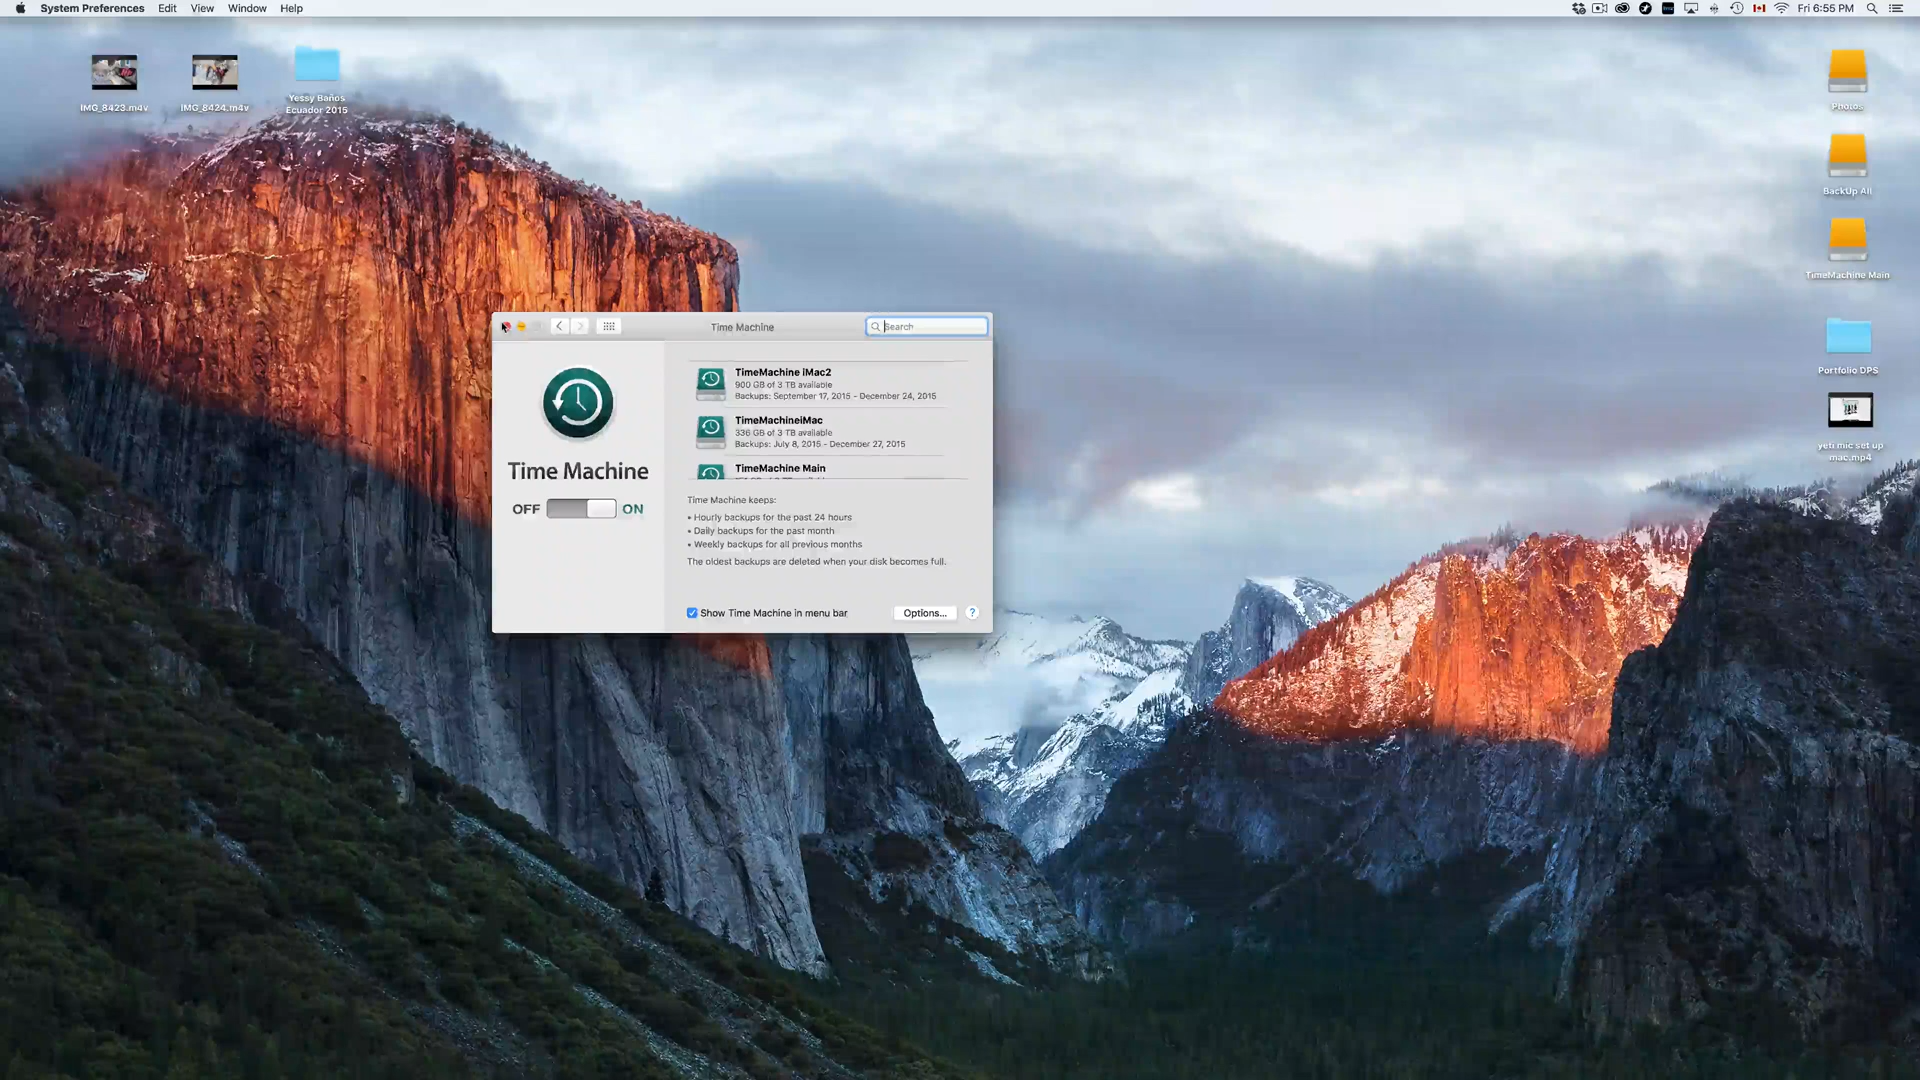 System Preferences Edit View Window Help
Fri 6:55 PM
IMG_8423.m4v
IMG_8424.m4v
Yessy Baños
Ecuador 2015
Photos
BackUp All
TimeMachine Main
Portfolio DPS
yeti mic set up
mac.mp4
Time Machine
Search
Time Machine
OFF ON
TimeMachine iMac2
900 GB of 3 TB available
Backups: September 17, 2015 - December 24, 2015
TimeMachineiMac
336 GB of 3 TB available
Backups: July 8, 2015 - December 27, 2015
TimeMachine Main
Time Machine keeps:
• Hourly backups for the past 24 hours
• Daily backups for the past month
• Weekly backups for all previous months
The oldest backups are deleted when your disk becomes full.
Show Time Machine in menu bar
Options...
?